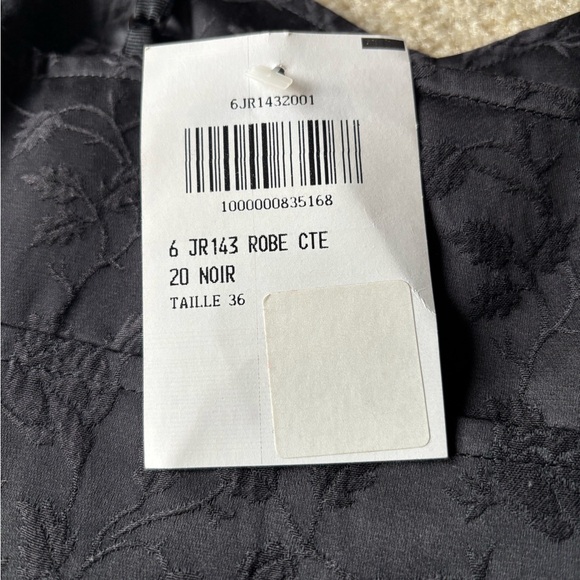 6JR1432001
1000000835168
6 JR143 ROBE CTE
20 NOIR
TAILLE 36